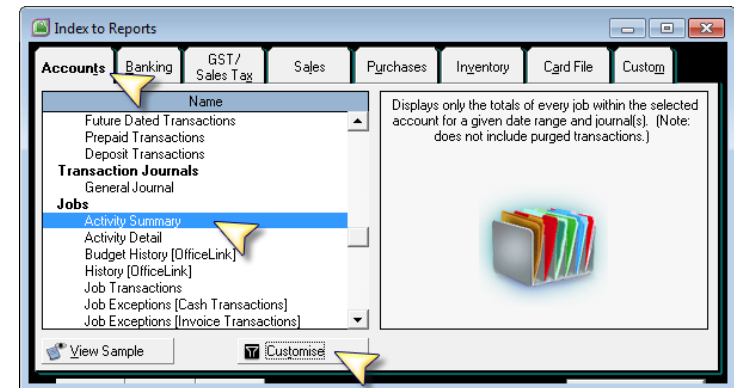 Index to Reports
Accounts
Banking
GST/
Sales Tax
Sales
Purchases
Inventory
Card File
Custom
Name
Future Dated Transactions
Prepaid Transactions
Deposit Transactions
Transaction Journals
General Journal
Jobs
Activity Summary
Activity Detail
Budget History [OfficeLink]
History [OfficeLink]
Job Transactions
Job Exceptions [Cash Transactions]
Job Exceptions [Invoice Transactions]
Displays only the totals of every job within the selected
account for a given date range and journal(s). (Note:
does not include purged transactions.)
View Sample
Customise